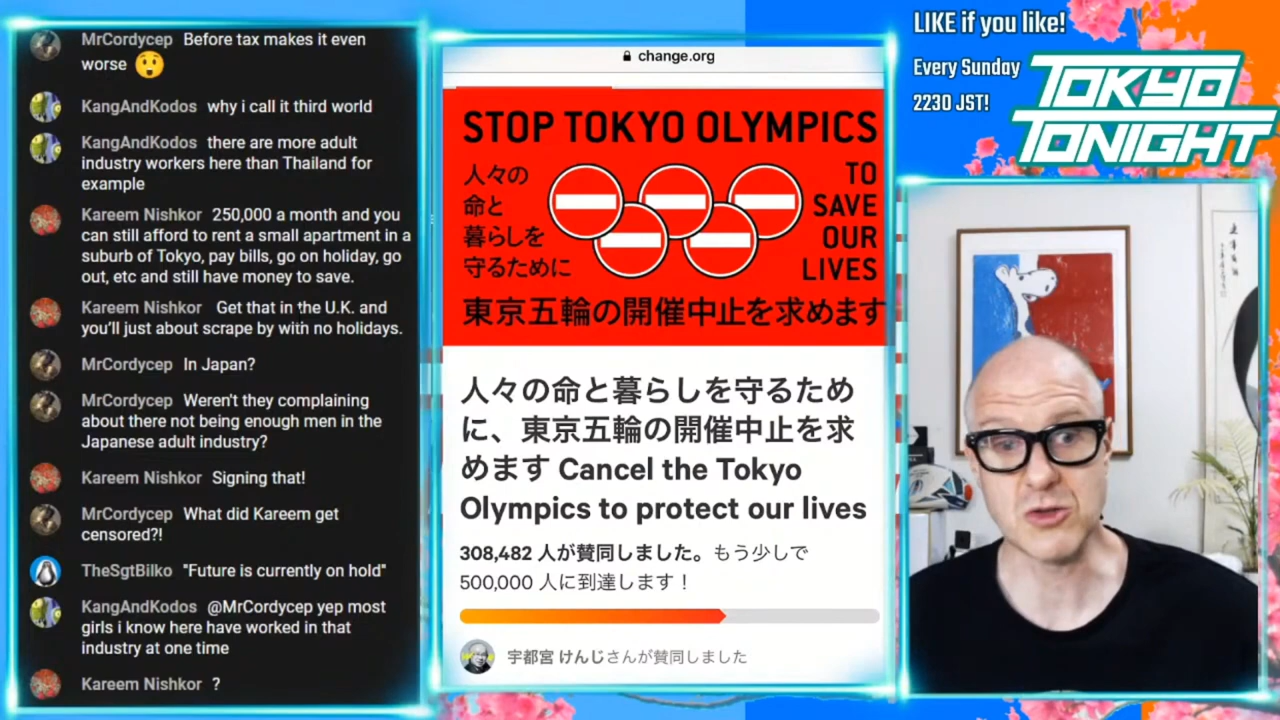 MrCordycep Before tax makes it even
worse 😲
KangAndKodos why i call it third world
KangAndKodos there are more adult
industry workers here than Thailand for
example
Kareem Nishkor 250,000 a month and you
can still afford to rent a small apartment in a
suburb of Tokyo, pay bills, go on holiday, go
out, etc and still have money to save.
Kareem Nishkor Get that in the U.K. and
you'll just about scrape by with no holidays.
MrCordycep In Japan?
MrCordycep Weren't they complaining
about there not being enough men in the
Japanese adult industry?
Kareem Nishkor Signing that!
MrCordycep What did Kareem get
censored?!
TheSgtBilko "Future is currently on hold"
KangAndKodos @MrCordycep yep most
girls i know here have worked in that
industry at one time
Kareem Nishkor ?
change.org
STOP TOKYO OLYMPICS
人々の
命と
暮らしを
守るために
TO
SAVE
OUR
LIVES
東京五輪の開催中止を求めます
人々の命と暮らしを守るため
に、東京五輪の開催中止を求
めます Cancel the Tokyo
Olympics to protect our lives
308,482 人が賛同しました。もう少しで
500,000 人に到達します！
宇都宮 けんじさんが賛同しました
LIKE if you like!
Every Sunday
2230 JST!
TOKYO
TONIGHT